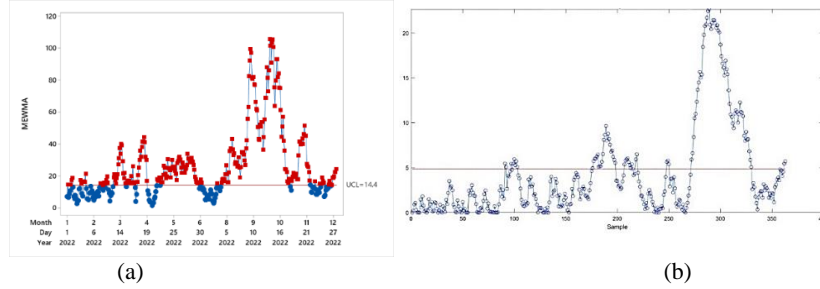 120
100
80
60
40
20
0
MEWMA
UCL=14,4
Month 1 2 3 4 5 6 8 9 10 11 12
Day 1 6 14 19 25 30 5 10 16 21 27
Year 2022 2022 2022 2022 2022 2022 2022 2022 2022 2022 2022
(a)
20
15
10
5
0
0 50 100 150 200 250 300 350
Sample
(b)